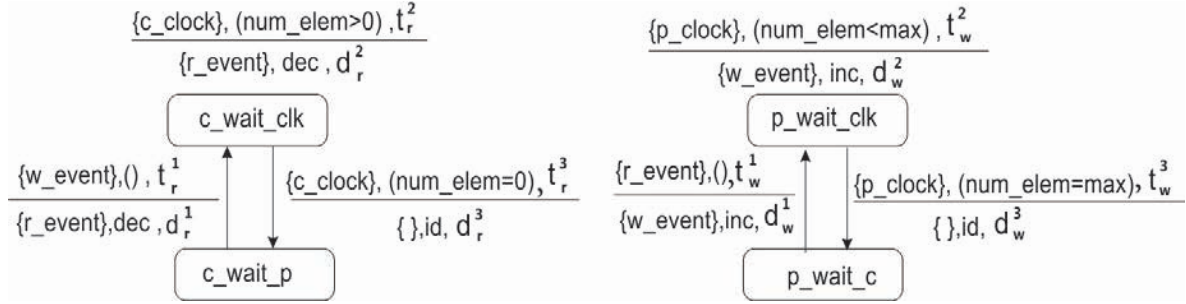 {c_clock}, (num_elem>0) ,t_r^2
{r_event}, dec , d_r^2
c_wait_clk
{w_event},() , t_r^1
{r_event},dec , d_r^1
{c_clock}, (num_elem=0), t_r^3
{ },id, d_r^3
c_wait_p
{p_clock}, (num_elem<max) , t_w^2
{w_event}, inc, d_w^2
p_wait_clk
{r_event},(),t_w^1
{w_event},inc, d_w^1
{p_clock}, (num_elem=max), t_w^3
{ },id, d_w^3
p_wait_c